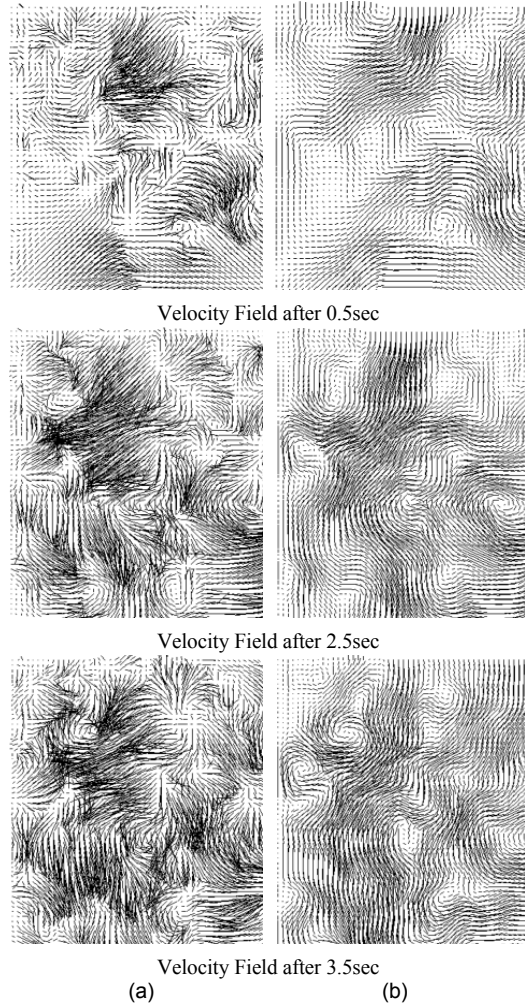 Velocity Field after 0.5sec
Velocity Field after 2.5sec
Velocity Field after 3.5sec
(a) (b)